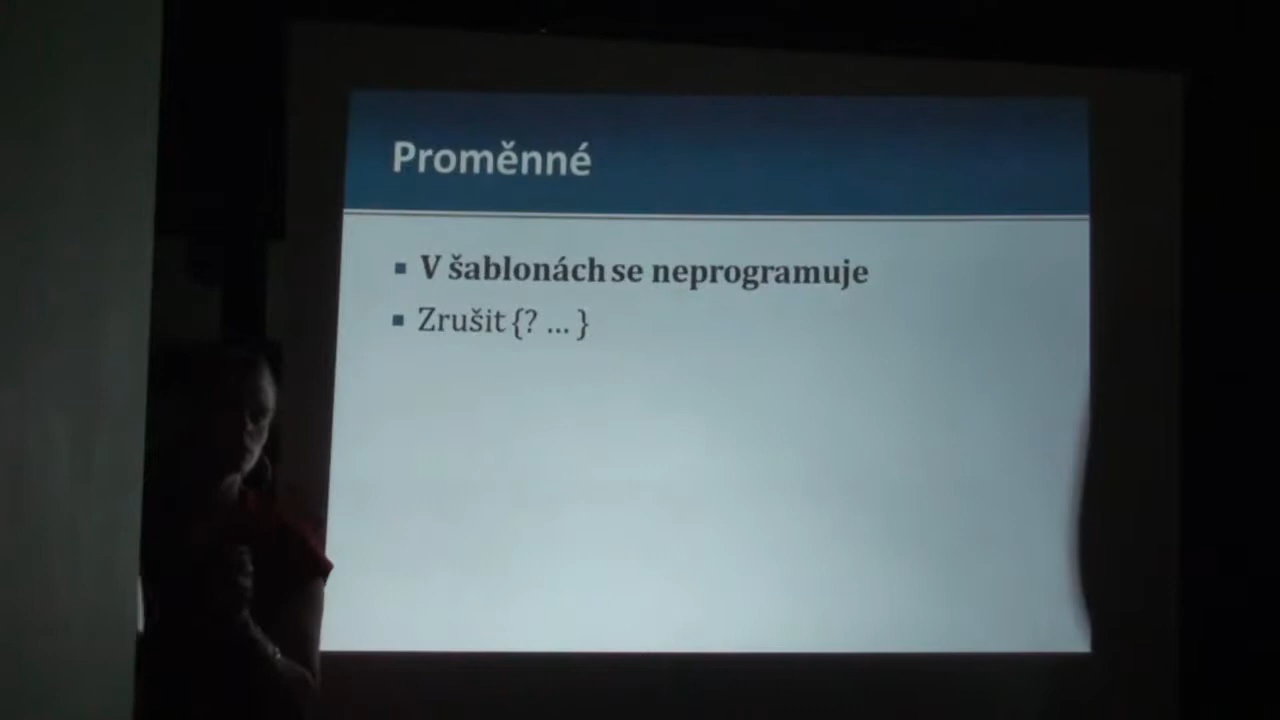 Proměnné
V šablonách se neprogramuje
Zrušit {? ... }